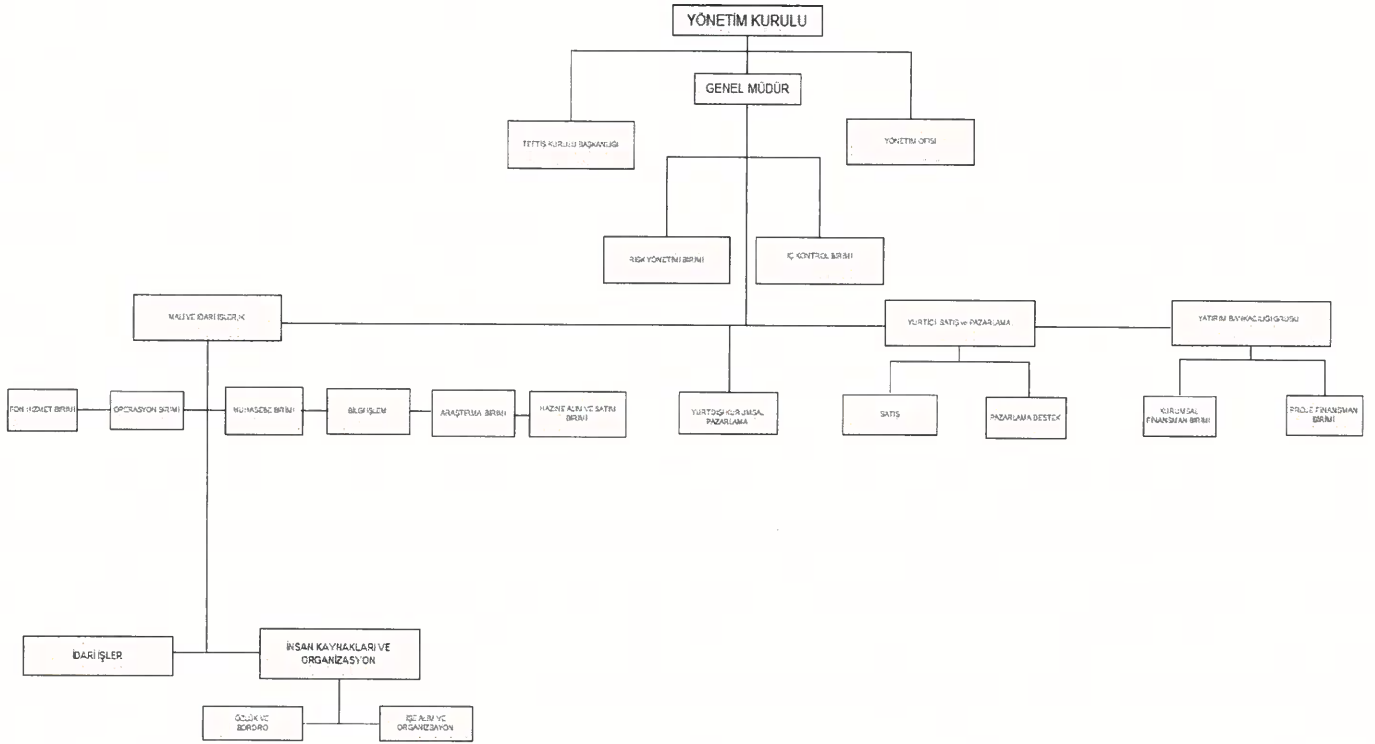 YÖNETİM KURULU
GENEL MÜDÜR
TEFTİŞ KURULU BAŞKANLIĞI
YÖNETİM OFİSİ
RİSK YÖNETİMİ BİRİMİ
İÇ KONTROL BİRİMİ
MALİ VE İDARİ İŞLER, İK
YURTİÇİ SATIŞ ve PAZARLAMA
YATIRIM BANKACILIĞI GRUBU
FON HİZMET BİRİMİ
OPERASYON BİRİMİ
MUHASEBE BİRİMİ
BİLGİ İŞLEM
ARAŞTIRMA BİRİMİ
HAZİNE ALIM VE SATIM
BİRİMİ
YURTDIŞI KURUMSAL
PAZARLAMA
SATIŞ
PAZARLAMA DESTEK
KURUMSAL
FİNANSMAN BİRİMİ
PROJE FİNANSMAN
BİRİMİ
İDARİ İŞLER
İNSAN KAYNAKLARI VE
ORGANİZASYON
ÖZLÜK VE
BORDRO
İŞE ALIM VE
ORGANİZSAYON